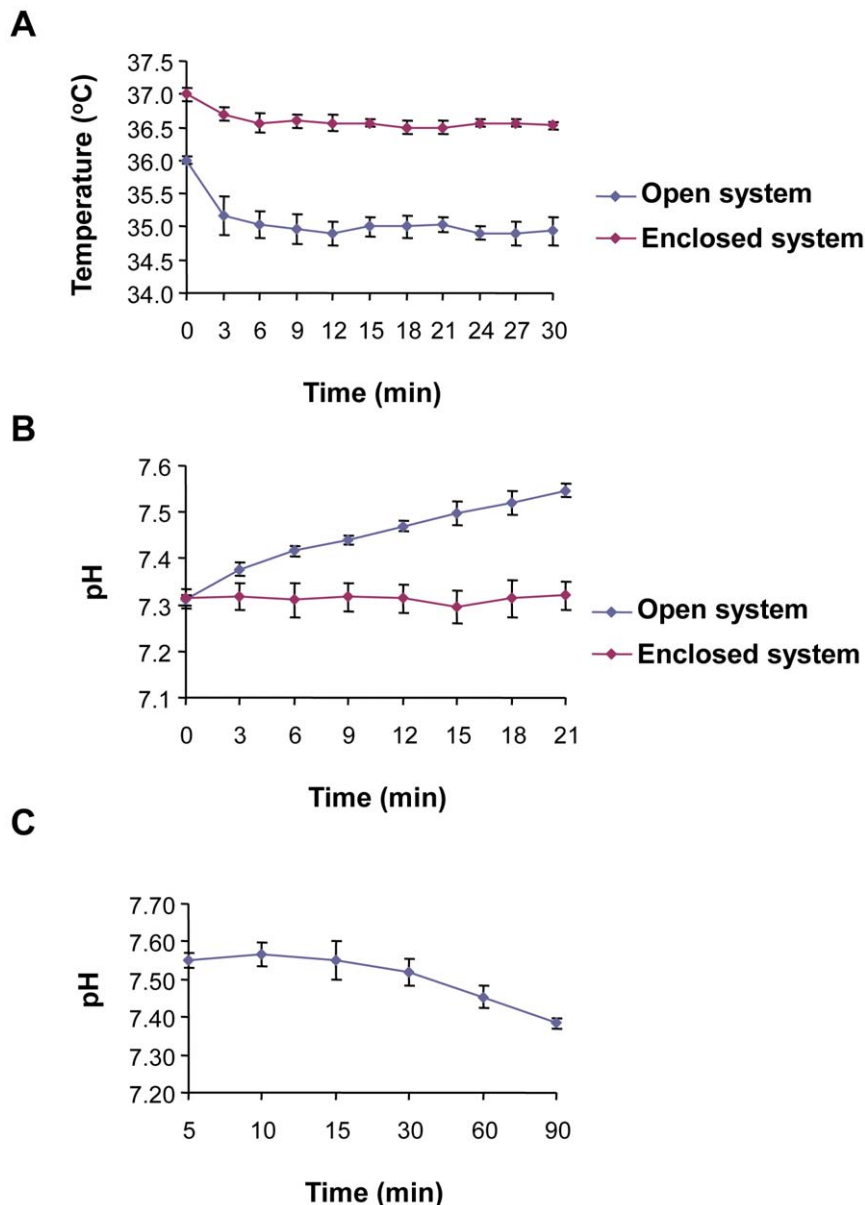 A
Temperature (°C)
37.5
37.0
36.5
36.0
35.5
35.0
34.5
34.0
0 3 6 9 12 15 18 21 24 27 30
Time (min)
Open system
Enclosed system
B
pH
7.6
7.5
7.4
7.3
7.2
7.1
0 3 6 9 12 15 18 21
Time (min)
Open system
Enclosed system
C
pH
7.70
7.60
7.50
7.40
7.30
7.20
5 10 15 30 60 90
Time (min)